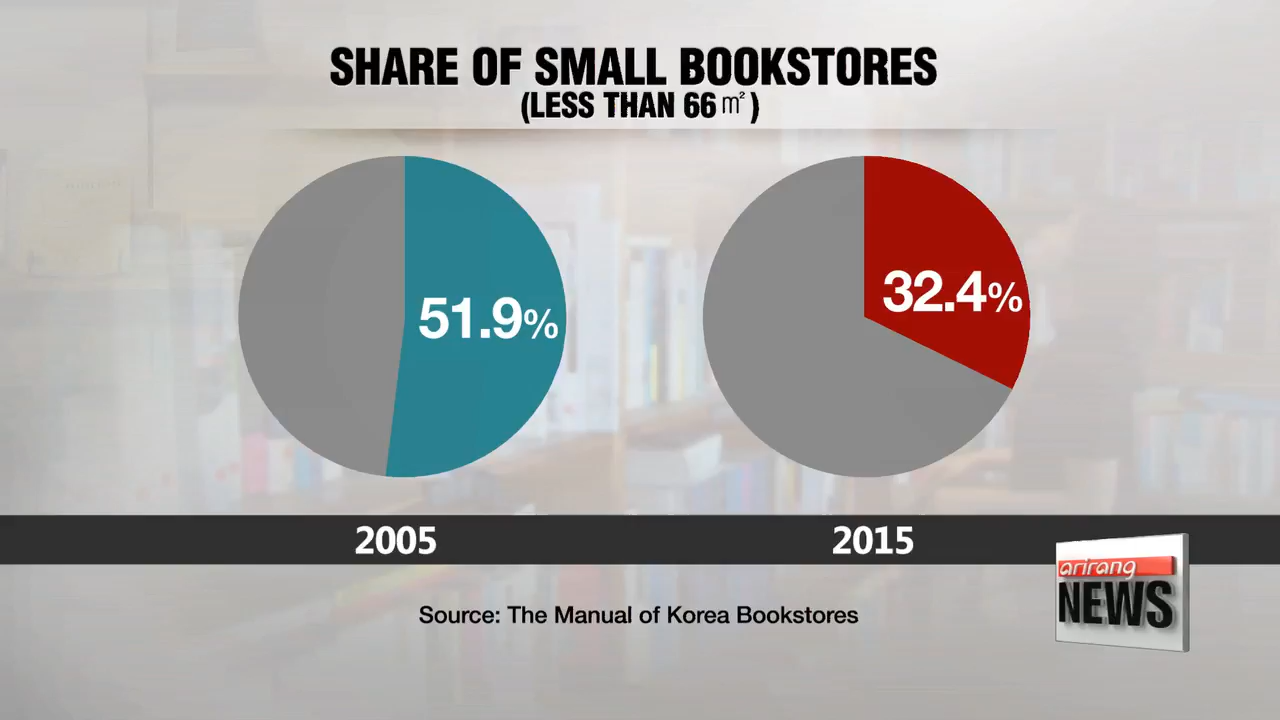 SHARE OF SMALL BOOKSTORES
(LESS THAN 66㎡)
51.9%
32.4%
2005
2015
arirang
NEWS
Source: The Manual of Korea Bookstores